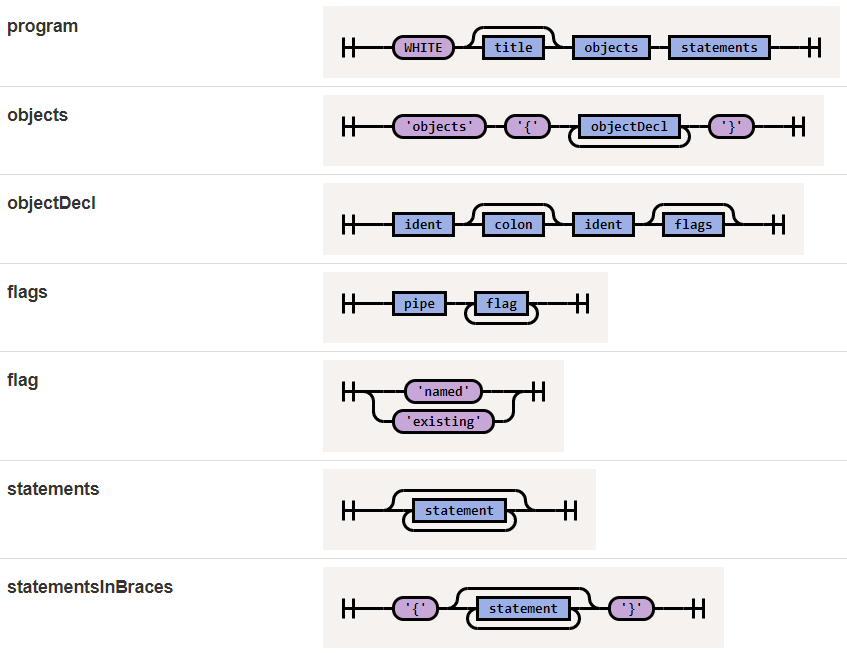 program
WHITE title objects statements
objects
'objects' '{' objectDecl '}'
objectDecl
ident colon ident flags
flags
pipe flag
flag
'named'
'existing'
statements
statement
statementsInBraces
'{' statement '}'